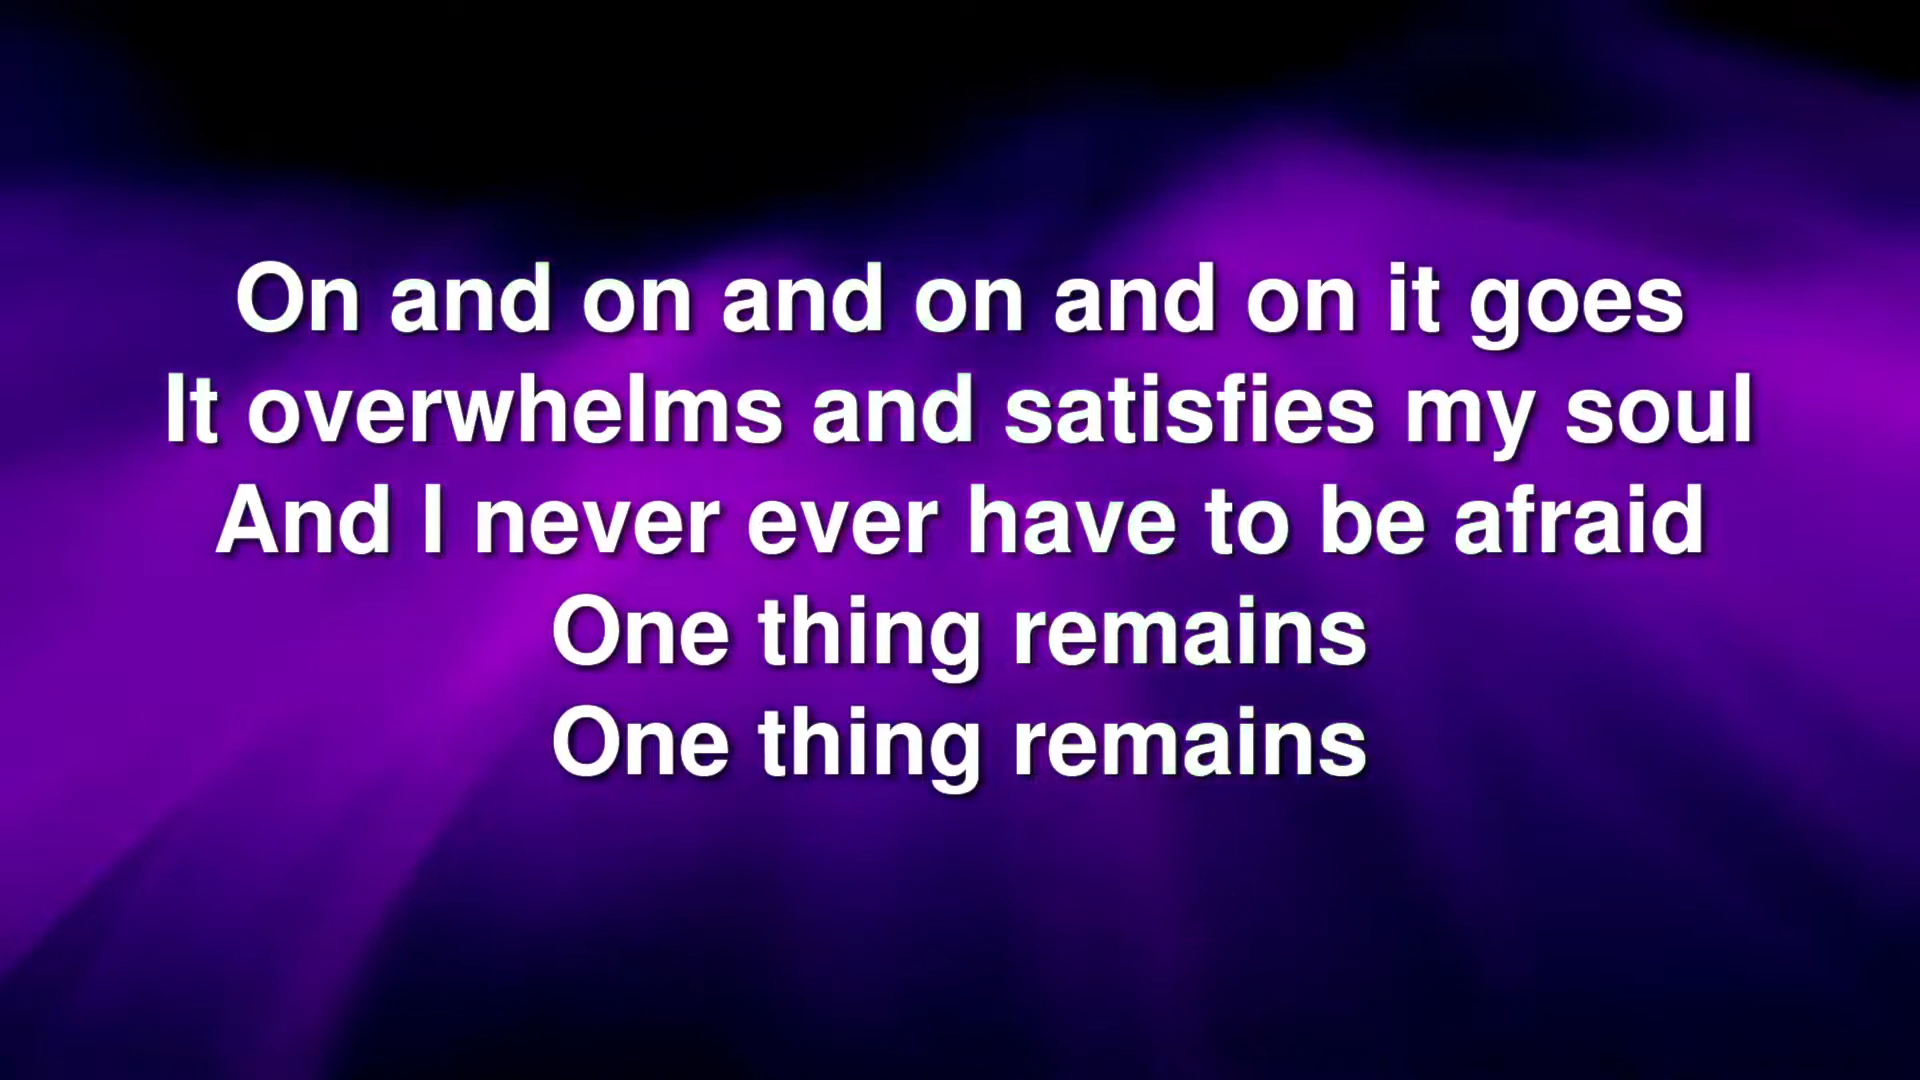 On and on and on and on it goes
It overwhelms and satisfies my soul
And I never ever have to be afraid
One thing remains
One thing remains